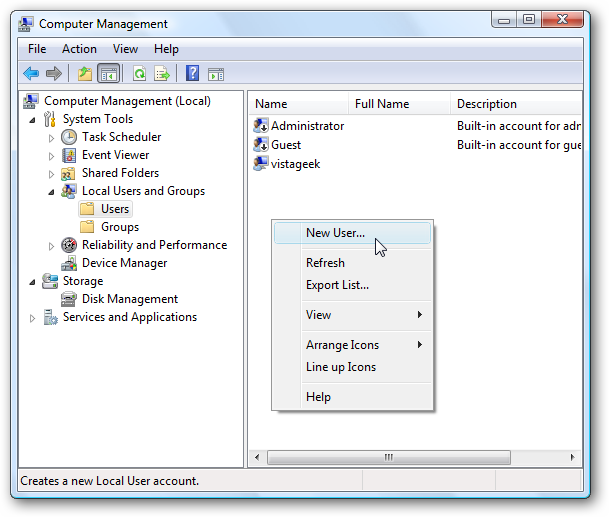 Computer Management
File Action View Help
Computer Management (Local)
System Tools
Task Scheduler
Event Viewer
Shared Folders
Local Users and Groups
Users
Groups
Reliability and Performance
Device Manager
Storage
Disk Management
Services and Applications
Name Full Name Description
Administrator Built-in account for adm
Guest Built-in account for gue
vistageek
New User...
Refresh
Export List...
View
Arrange Icons
Line up Icons
Help
Creates a new Local User account.